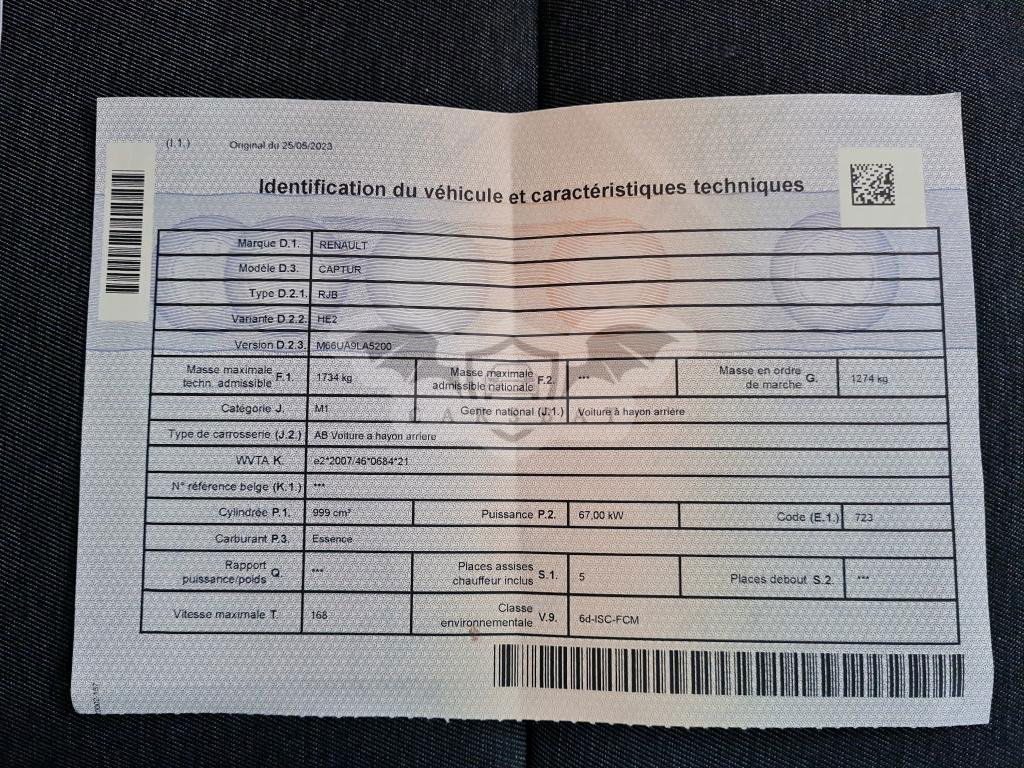 (I.1.) Original du 25/05/2023
Identification du véhicule et caractéristiques techniques
Marque D.1. RENAULT
Modèle D.3. CAPTUR
Type D.2.1. RJB
Variante D.2.2. HE2
Version D.2.3. M66UA9LA5200
Masse maximale techn. admissible F.1. 1734 kg Masse maximale admissible nationale F.2. *** Masse en ordre de marche G. 1274 kg
Catégorie J. M1 Genre national (J.1.) Voiture à hayon arrière
Type de carrosserie (J.2.) AB Voiture à hayon arrière
WVTA K. e2*2007/46*0684*21
N° référence belge (K.1.) ***
Cylindrée P.1. 999 cm³ Puissance P.2. 67,00 kW Code (E.1.) 723
Carburant P.3. Essence
Rapport puissance/poids Q. *** Places assises chauffeur inclus S.1. 5 Places debout S.2. ***
Vitesse maximale T. 168 Classe environnementale V.9. 6d-ISC-FCM